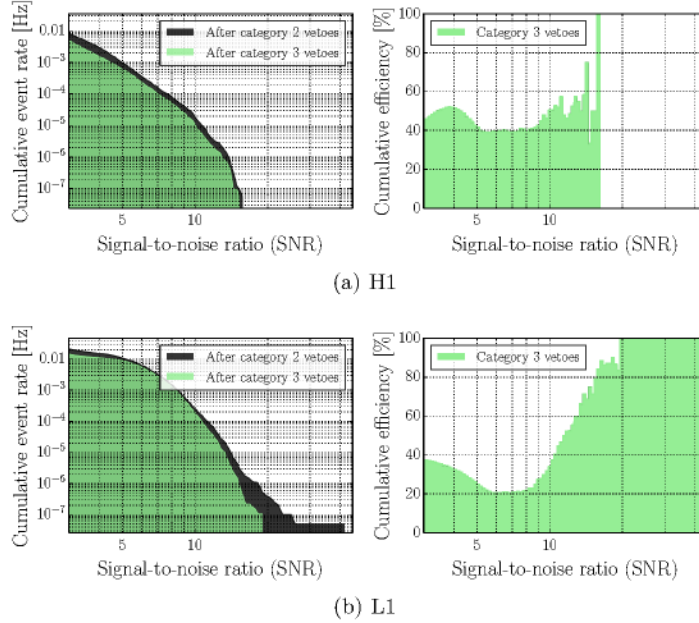 Cumulative event rate [Hz]
0.01
10⁻³
10⁻⁴
10⁻⁵
10⁻⁶
10⁻⁷
After category 2 vetoes
After category 3 vetoes
5
10
Signal-to-noise ratio (SNR)
Cumulative efficiency [%]
100
80
60
40
20
0
Category 3 vetoes
5
10
Signal-to-noise ratio (SNR)
(a) H1
Cumulative event rate [Hz]
0.01
10⁻³
10⁻⁴
10⁻⁵
10⁻⁶
10⁻⁷
After category 2 vetoes
After category 3 vetoes
5
10
Signal-to-noise ratio (SNR)
Cumulative efficiency [%]
100
80
60
40
20
0
Category 3 vetoes
5
10
Signal-to-noise ratio (SNR)
(b) L1